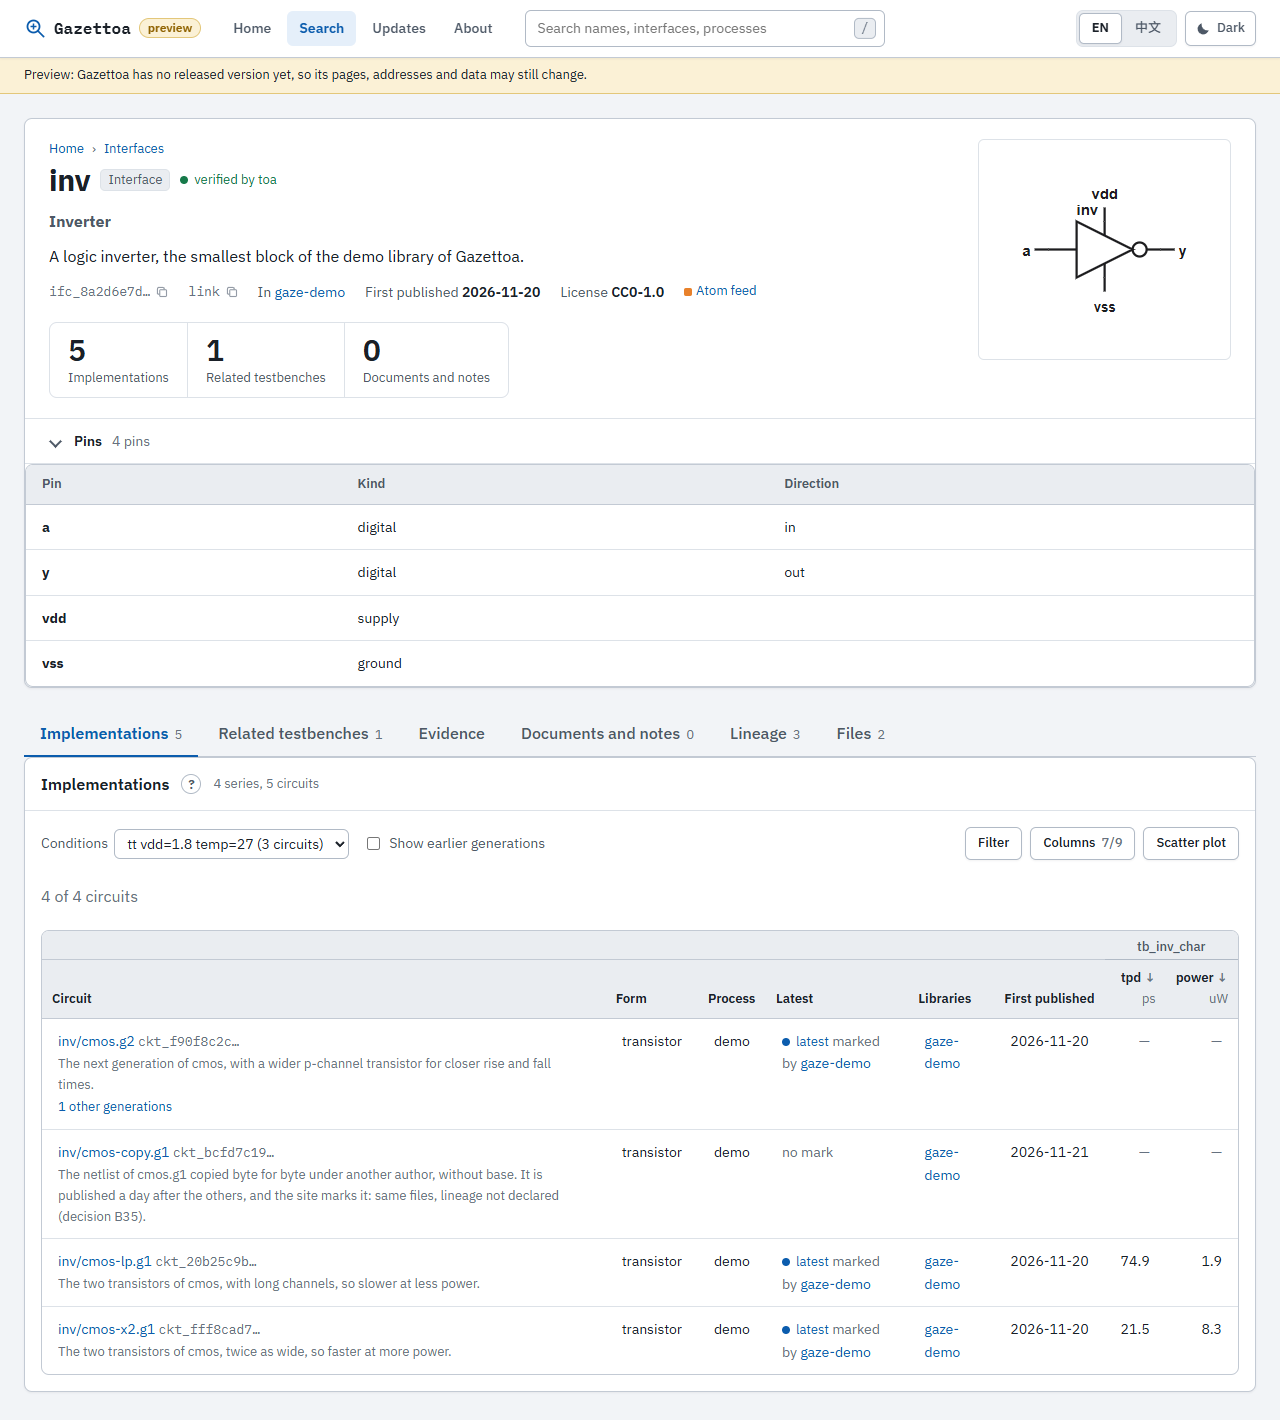 Gazettoa preview Home Search Updates About Search names, interfaces, processes / EN 中文 Dark
Preview: Gazettoa has no released version yet, so its pages, addresses and data may still change.
Home › Interfaces
inv Interface verified by toa
Inverter
A logic inverter, the smallest block of the demo library of Gazettoa.
ifc_8a2d6e7d… link In gaze-demo First published 2026-11-20 License CC0-1.0 Atom feed
5 1 0
Implementations Related testbenches Documents and notes
vdd
inv
a
y
vss
Pins 4 pins
Pin Kind Direction
a digital in
y digital out
vdd supply
vss ground
Implementations 5 Related testbenches 1 Evidence Documents and notes 0 Lineage 3 Files 2
Implementations ? 4 series, 5 circuits
Conditions tt vdd=1.8 temp=27 (3 circuits) Show earlier generations Filter Columns 7/9 Scatter plot
4 of 4 circuits
tb_inv_char
tpd ↓ power ↓
Circuit Form Process Latest Libraries First published ps uW
inv/cmos.g2 ckt_f90f8c2c… transistor demo latest marked gaze- 2026-11-20 — —
The next generation of cmos, with a wider p-channel transistor for closer rise and fall by gaze-demo demo
times.
1 other generations
inv/cmos-copy.g1 ckt_bcfd7c19… transistor demo no mark gaze- 2026-11-21 — —
The netlist of cmos.g1 copied byte for byte under another author, without base. It is demo
published a day after the others, and the site marks it: same files, lineage not declared
(decision B35).
inv/cmos-lp.g1 ckt_20b25c9b… transistor demo latest marked gaze- 2026-11-20 74.9 1.9
The two transistors of cmos, with long channels, so slower at less power. by gaze-demo demo
inv/cmos-x2.g1 ckt_fff8cad7… transistor demo latest marked gaze- 2026-11-20 21.5 8.3
The two transistors of cmos, twice as wide, so faster at more power. by gaze-demo demo